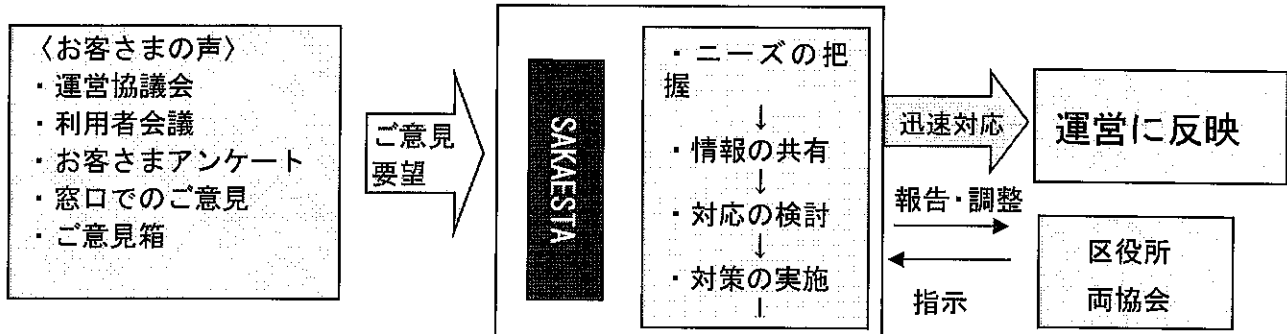 〈お客さまの声〉
・運営協議会
・利用者会議
・お客さまアンケート
・窓口でのご意見
・ご意見箱
ご意見
要望
SAKAESTA
・ニーズの把
握
↓
・情報の共有
↓
・対応の検討
↓
・対策の実施
迅速対応
運営に反映
報告・調整
指示
区役所
両協会